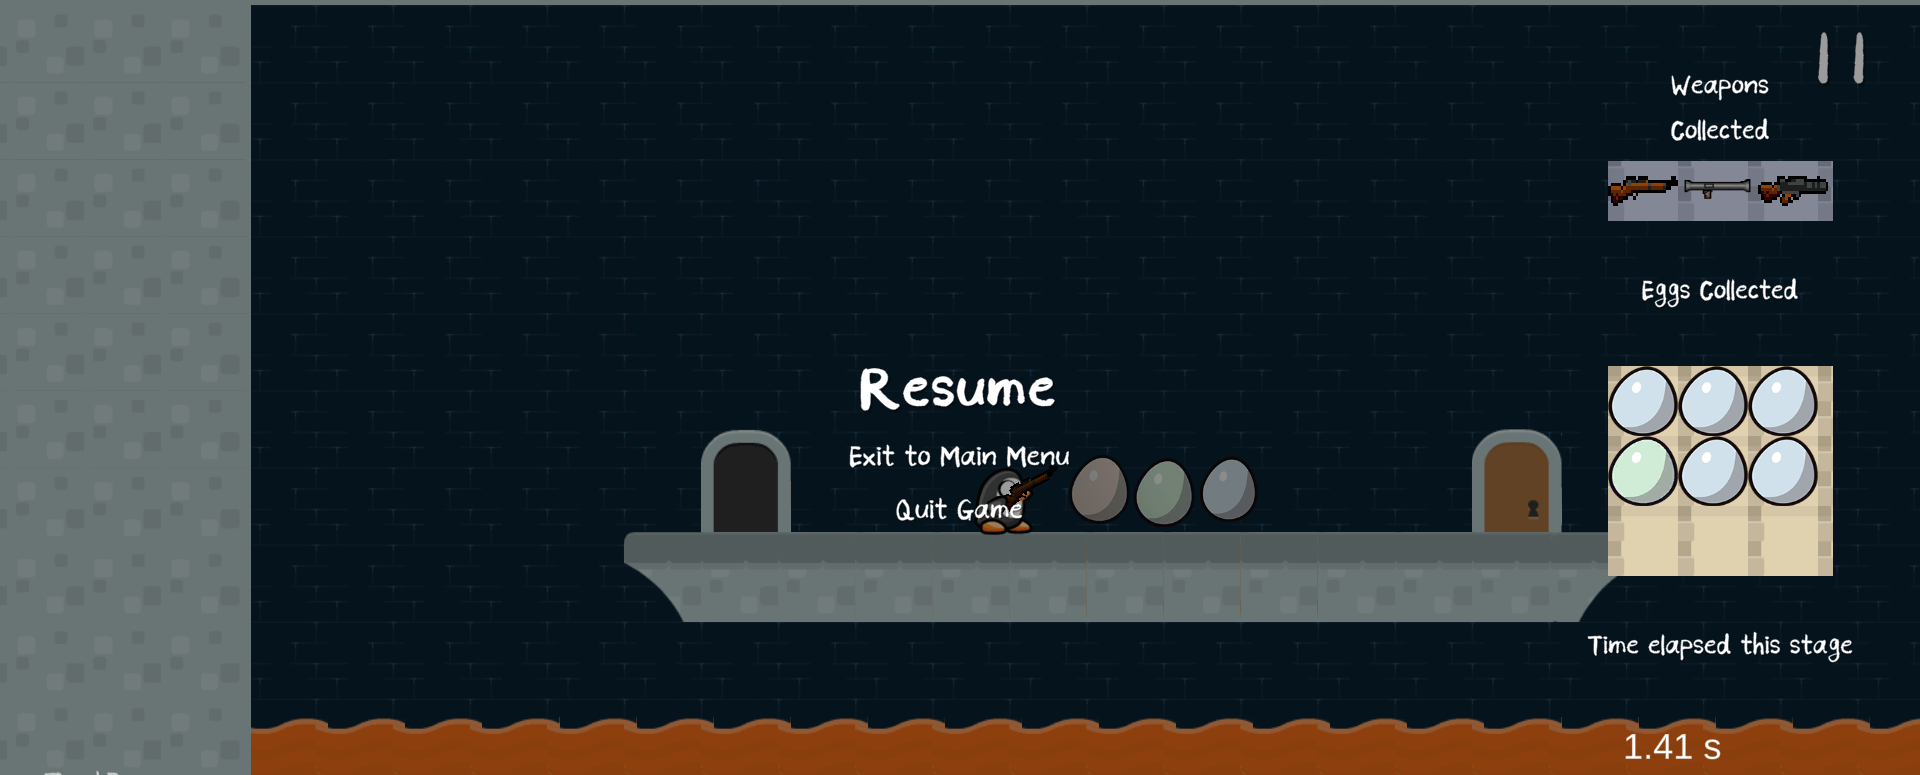 Weapons
Collected
Eggs Collected
Resume
Exit to Main Menu
Quit Game
Time elapsed this stage
1.41 s